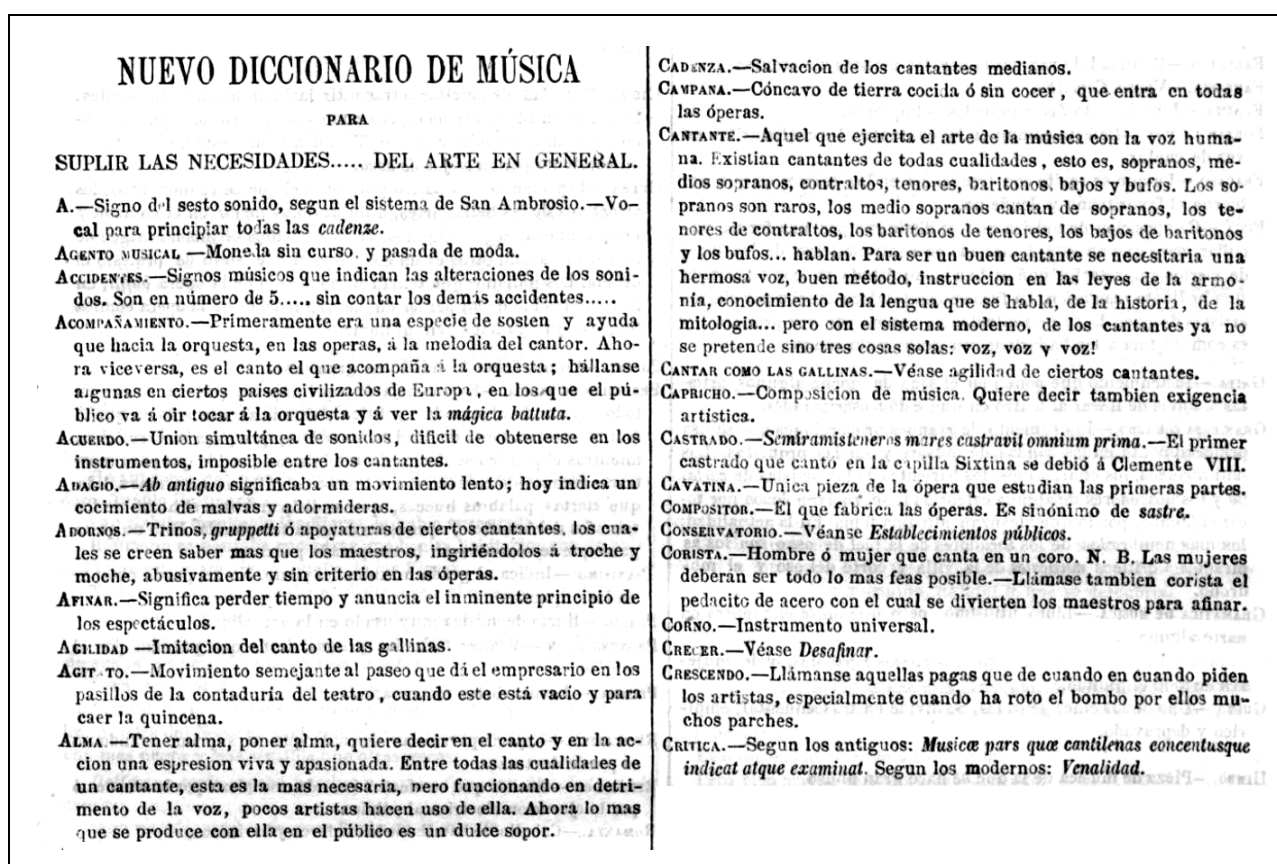 NUEVO DICCIONARIO DE MÚSICA
PARA
SUPLIR LAS NECESIDADES..... DEL ARTE EN GENERAL.
A.—Signo del sesto sonido, segun el sistema de San Ambrosio.—Vo-
cal para principiar todas las cadenze.
AGENTO MUSICAL —Moneda sin curso, y pasada de moda.
ACCIDENTES.—Signos músicos que indican las alteraciones de los soni-
dos. Son en número de 5..... sin contar los demás accidentes.....
ACOMPAÑAMIENTO.—Primeramente era una especie de sosten y ayuda
que hacia la orquesta, en las operas, á la melodia del cantor. Aho-
ra viceversa, es el canto el que acompaña á la orquesta; hállanse
algunas en ciertos países civilizados de Europa, en los que el pú-
blico va á oir tocar á la orquesta y á ver la mágica battuta.
ACUERDO.—Union simultánea de sonidos, dificil de obtenerse en los
instrumentos, imposible entre los cantantes.
ADAGIO.—Ab antiguo significaba un movimiento lento; hoy indica un
cocimiento de malvas y adormideras.
ADORNOS.—Trinos, gruppetti ó apoyaturas de ciertos cantantes, los cua-
les se creen saber mas que los maestros, ingiriéndolos á troche y
moche, abusivamente y sin criterio en las óperas.
AFINAR.—Significa perder tiempo y anuncia el inminente principio de
los espectáculos.
AGILIDAD —Imitacion del canto de las gallinas.
AGITATO.—Movimiento semejante al paseo que dá el empresario en los
pasillos de la contaduría del teatro, cuando este está vacío y para
caer la quincena.
ALMA.—Tener alma, poner alma, quiere decir en el canto y en la ac-
cion una espresion viva y apasionada. Entre todas las cualidades de
un cantante, esta es la mas necesaria, pero funcionando en detri-
mento de la voz, pocos artistas hacen uso de ella. Ahora lo mas
que se produce con ella en el público es un dulce sopor.
CADENZA.—Salvacion de los cantantes medianos.
CAMPANA.—Cóncavo de tierra cocida ó sin cocer, que entra en todas
las óperas.
CANTANTE.—Aquel que ejercita el arte de la música con la voz huma-
na. Existian cantantes de todas cualidades, esto es, sopranos, me-
dios sopranos, contraltos, tenores, baritonos, bajos y bufos. Los so-
pranos son raros, los medio sopranos cantan de sopranos, los te-
nores de contraltos, los baritonos de tenores, los bajos de baritonos
y los bufos... hablan. Para ser un buen cantante se necesitaria una
hermosa voz, buen método, instruccion en las leyes de la armo-
nía, conocimiento de la lengua que se habla, de la historia, de la
mitologia... pero con el sistema moderno, de los cantantes ya no
se pretende sino tres cosas solas: voz, voz y voz!
CANTAR COMO LAS GALLINAS.—Véase agilidad de ciertos cantantes.
CAPRICHO.—Composicion de música. Quiere decir tambien exigencia
artística.
CASTRADO.—Semiramis teneros mares castravit omnium prima.—El primer
castrado que canto en la capilla Sixtina se debió á Clemente VIII.
CAVATINA.—Unica pieza de la ópera que estudian las primeras partes.
COMPOSITOR.—El que fabrica las óperas. Es sinónimo de sastre.
CONSERVATORIO.—Véanse Establecimientos públicos.
CORISTA.—Hombre ó mujer que canta en un coro. N. B. Las mujeres
deberán ser todo lo mas feas posible.—Llámase tambien corista el
pedacito de acero con el cual se divierten los maestros para afinar.
CORNO.—Instrumento universal.
CRECER.—Véase Desafinar.
CRESCENDO.—Llámanse aquellas pagas que de cuando en cuando piden
los artistas, especialmente cuando ha roto el bombo por ellos mu-
chos parches.
CRITICA.—Segun los antiguos: Musicæ pars quæ cantilenas concentusque
indicat atque examinat. Segun los modernos: Venalidad.